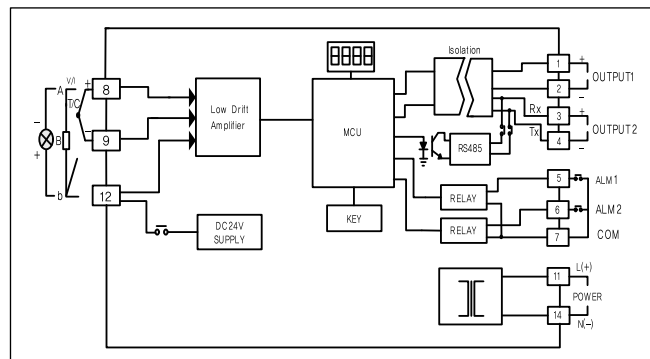 8888
Isolation
1
+
OUTPUT1
2
−
V/I
+
A
T/C
8
Low Drift
Amplifier
MCU
Rx
3
+
OUTPUT2
Tx
4
−
−
B
−
9
+
RS485
b
12
RELAY
5
ALM1
6
ALM2
DC24V
SUPPLY
KEY
RELAY
7
COM
11
L(+)
POWER
14
N(−)